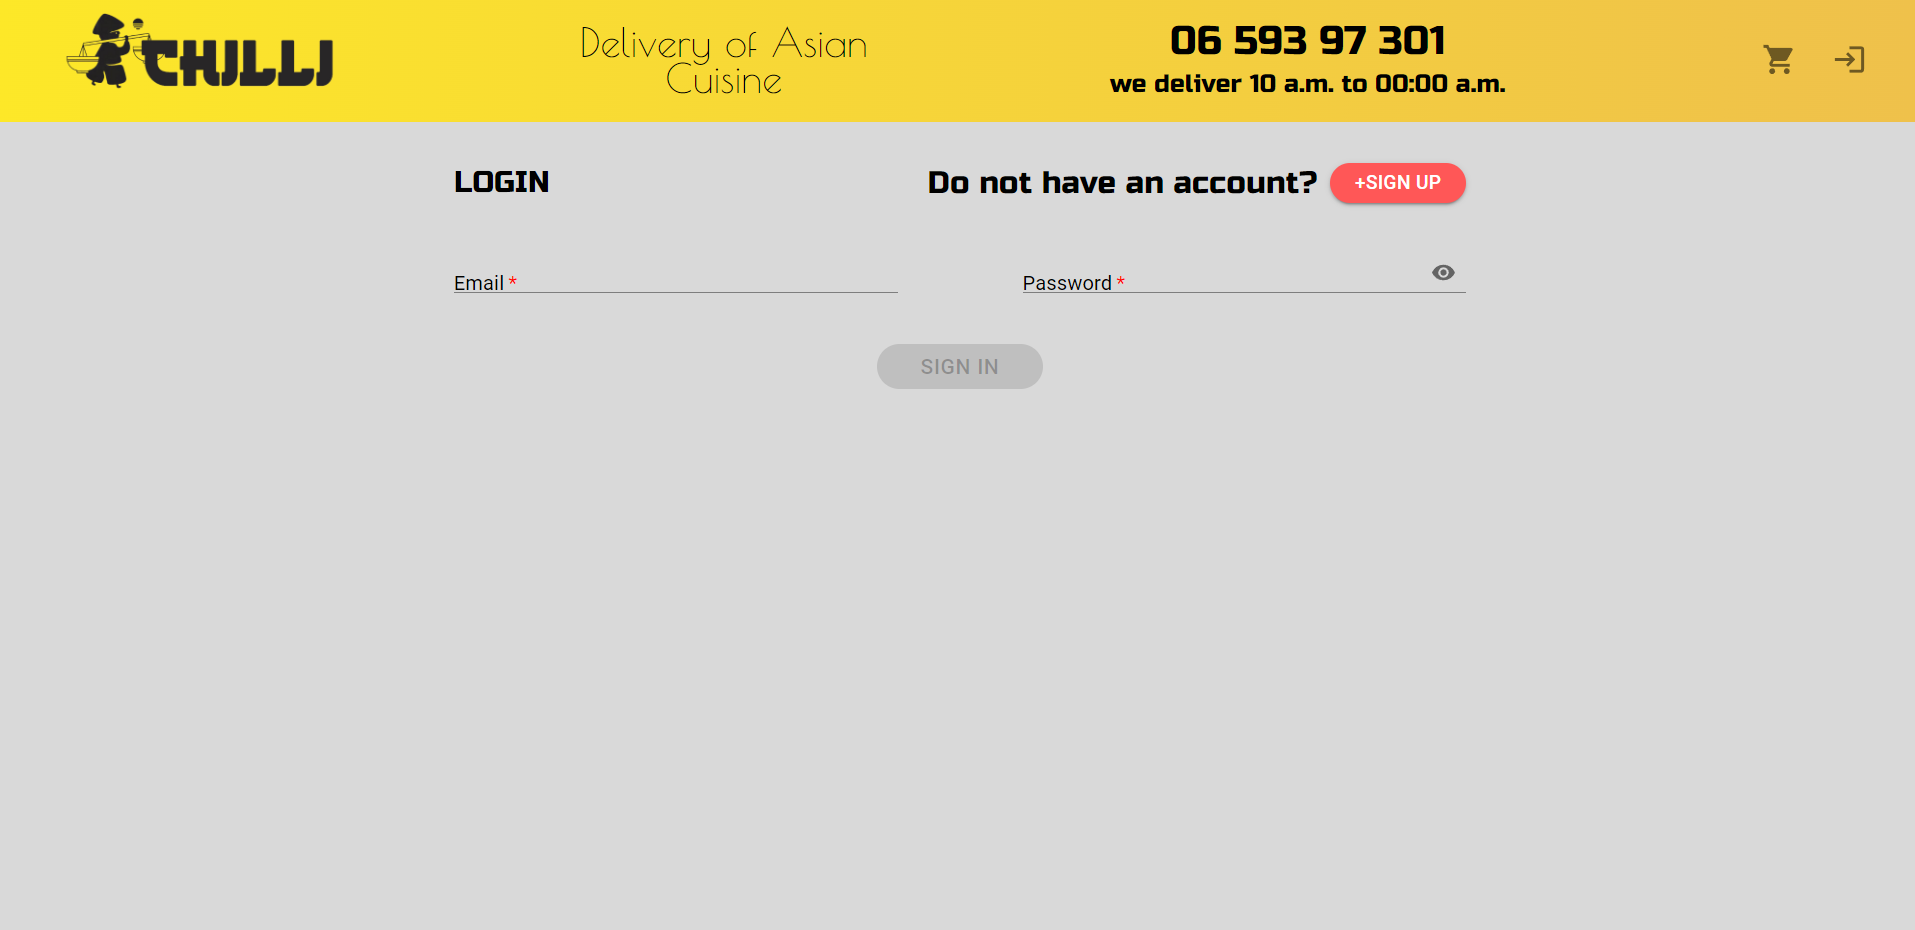 CHILLI
Delivery of Asian
Cuisine
06 593 97 301
we deliver 10 a.m. to 00:00 a.m.
LOGIN
Do not have an account?
+SIGN UP
Email *
Password *
SIGN IN